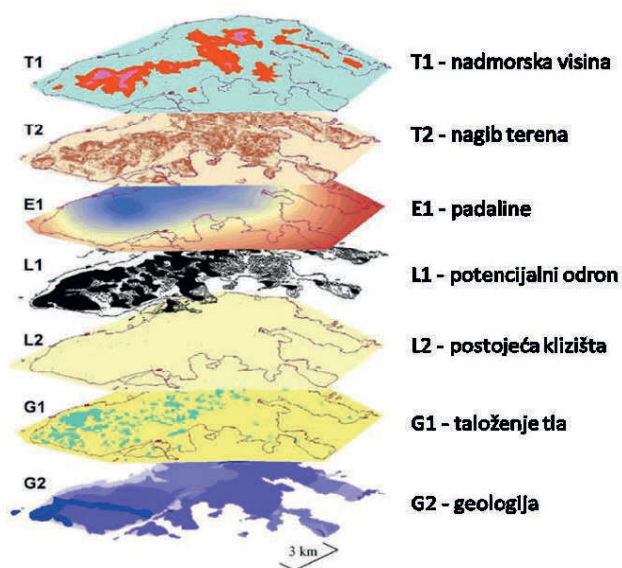 T1
T1 - nadmorska visina
T2
T2 - nagib terena
E1
E1 - padaline
L1
L1 - potencijalni odron
L2
L2 - postojeća klizišta
G1
G1 - taloženje tla
G2
G2 - geologija
3 km